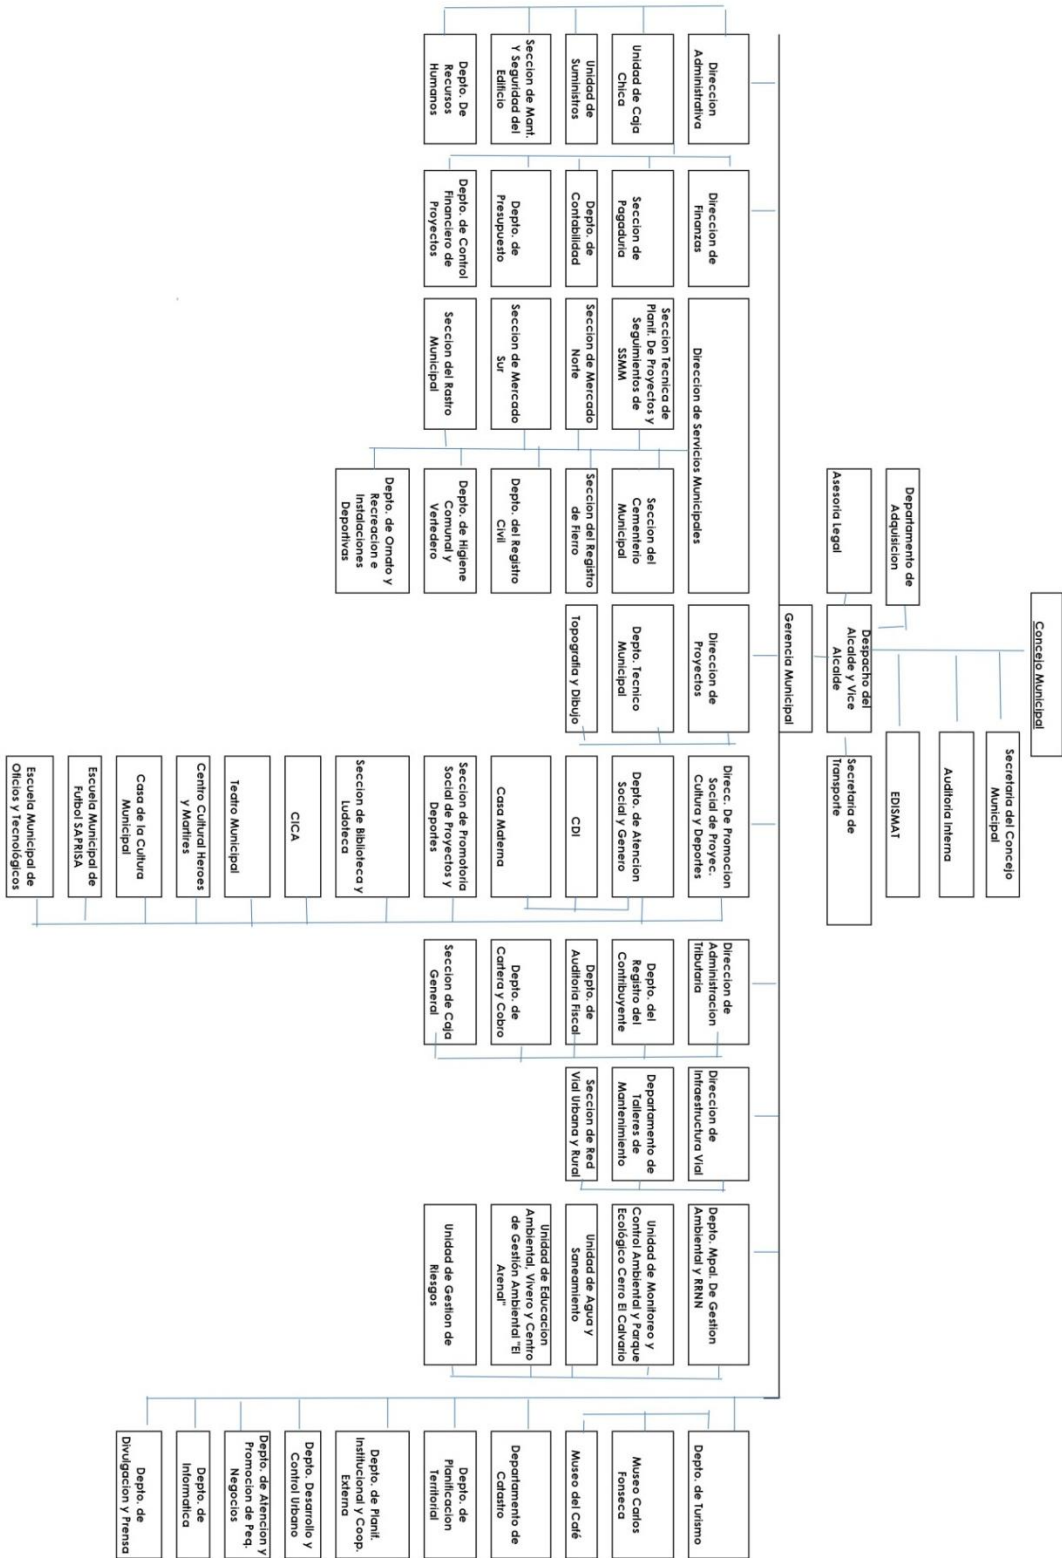 Concejo Municipal
Secretaria del Concejo
Municipal
Auditoria Interna
EDISMAT
Departamento de
Adquisicion
Asesoria Legal
Despacho del
Alcalde y Vice
Alcalde
Secretaria de
Transporte
Gerencia Municipal
Direccion
Administrativa
Unidad de Caja
Chica
Unidad de
Suministros
Seccion de Mant.
Y Seguridad del
Edificio
Depto. De
Recursos
Humanos
Direccion de
Finanzas
Seccion de
Pagaduria
Depto. de
Contabilidad
Depto. de
Presupuesto
Depto. de Control
Financiero de
Proyectos
Direccion de Servicios Municipales
Seccion Tecnica de
Planif. De Proyectos y
Seguimientos de
SSMM
Seccion de Mercado
Norte
Seccion de Mercado
Sur
Seccion del Rastro
Municipal
Seccion del
Cementerio
Municipal
Seccion del Registro
de Fierro
Depto. del Registro
Civil
Depto. de Higiene
Comunal y
Vertedero
Depto. de Ornato y
Recreacion e
Instalaciones
Deportivas
Direccion de
Proyectos
Depto. Tecnico
Municipal
Topografia y Dibujo
Direcc. De Promocion
Social de Proyec.
Cultura y Deportes
Depto. de Atencion
Social y Genero
CDI
Casa Materna
Seccion de Promotoria
Social de Proyectos y
Deportes
Seccion de Biblioteca y
Ludoteca
CICA
Teatro Municipal
Centro Cultural Heroes
y Martires
Casa de la Cultura
Municipal
Escuela Municipal de
Futbol SAPRISA
Escuela Municipal de
Oficios y Tecnológicos
Direccion de
Administracion
Tributaria
Depto. del
Registro del
Contribuyente
Depto. de
Auditoria Fiscal
Depto. de
Cartera y Cobro
Seccion de Caja
General
Direccion de
Infraestructura Vial
Departamento de
Talleres de
Mantenimiento
Seccion de Red
Vial Urbana y Rural
Depto. Mpal. De Gestion
Ambiental y RRNN
Unidad de Monitoreo y
Control Ambiental y Parque
Ecológico Cerro El Calvario
Unidad de Agua y
Saneamiento
Unidad de Educacion
Ambiental, Vivero y Centro
de Gestión Ambiental "El
Arenal"
Unidad de Gestion de
Riesgos
Depto. de Turismo
Museo Carlos
Fonseca
Museo del Café
Departamento de
Catastro
Depto. de
Planificacion
Territorial
Depto. de Planif.
Institucional y Coop.
Externa
Depto. Desarrollo y
Control Urbano
Depto. de Atencion y
Promocion de Peq.
Negocios
Depto. de
Informatica
Depto. de
Divulgacion y Prensa